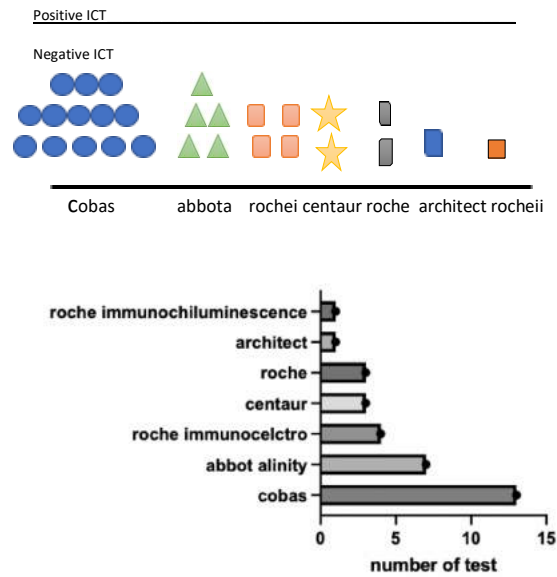 Positive ICT
Negative ICT
Cobas abbota rochei centaur roche architect rocheii
roche immunochiluminescence
architect
roche
centaur
roche immunocelctro
abbot alinity
cobas
0 5 10 15
number of test